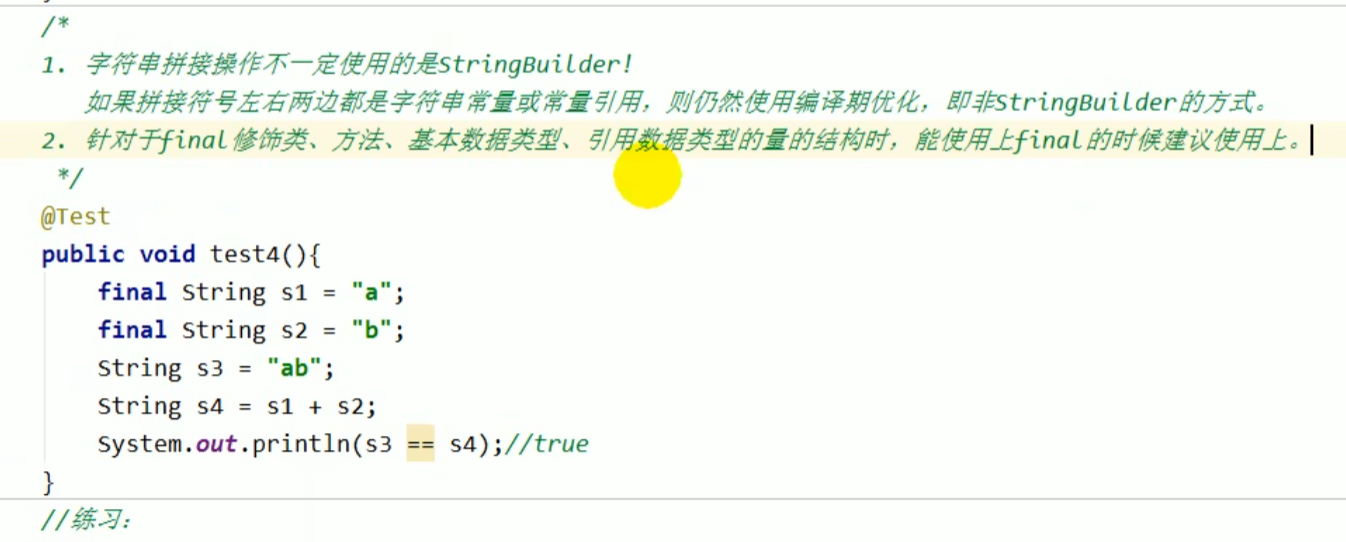 /*
1. 字符串拼接操作不一定使用的是StringBuilder!
如果拼接符号左右两边都是字符串常量或常量引用，则仍然使用编译期优化，即非StringBuilder的方式。
2. 针对于final修饰类、方法、基本数据类型、引用数据类型的量的结构时，能使用上final的时候建议使用上。
*/
@Test
public void test4(){
final String s1 = "a";
final String s2 = "b";
String s3 = "ab";
String s4 = s1 + s2;
System.out.println(s3 == s4);//true
}
//练习：